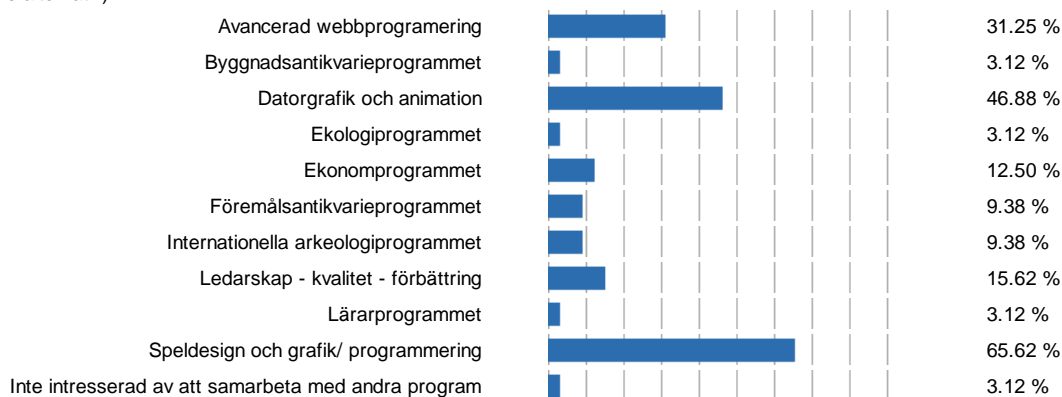 Avancerad webbprogramering 31.25 %
Byggnadsantikvarieprogrammet 3.12 %
Datorgrafik och animation 46.88 %
Ekologiprogrammet 3.12 %
Ekonomprogrammet 12.50 %
Föremålsantikvarieprogrammet 9.38 %
Internationella arkeologiprogrammet 9.38 %
Ledarskap - kvalitet - förbättring 15.62 %
Lärarprogrammet 3.12 %
Speldesign och grafik/ programmering 65.62 %
Inte intresserad av att samarbeta med andra program 3.12 %